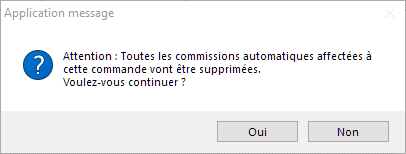 Application message
Attention : Toutes les commissions automatiques affectées à
cette commande vont être supprimées.
Voulez-vous continuer ?
Oui
Non